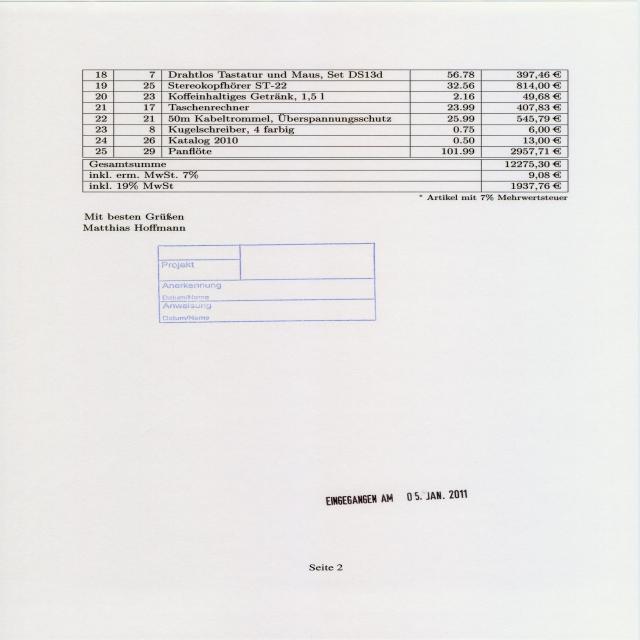 18 7 Drahtlos Tastatur und Maus, Set DS13d 56.78 397,46 €
19 25 Stereokopfhörer ST-22 32.56 814,00 €
20 23 Koffeinhaltiges Getränk, 1,5 l 2.16 49,68 €
21 17 Taschenrechner 23.99 407,83 €
22 21 50m Kabeltrommel, Überspannungsschutz 25.99 545,79 €
23 8 Kugelschreiber, 4 farbig 0.75 6,00 €
24 26 Katalog 2010 0.50 13,00 €
25 29 Panflöte 101.99 2957,71 €
Gesamtsumme 12275,30 €
inkl. erm. MwSt. 7% 9,08 €
inkl. 19% MwSt 1937,76 €
* Artikel mit 7% Mehrwertsteuer
Mit besten Grüßen
Matthias Hoffmann
Projekt
Anerkennung
Datum/Name
Anweisung
Datum/Name
EINGEGANGEN AM 05. JAN. 2011
Seite 2